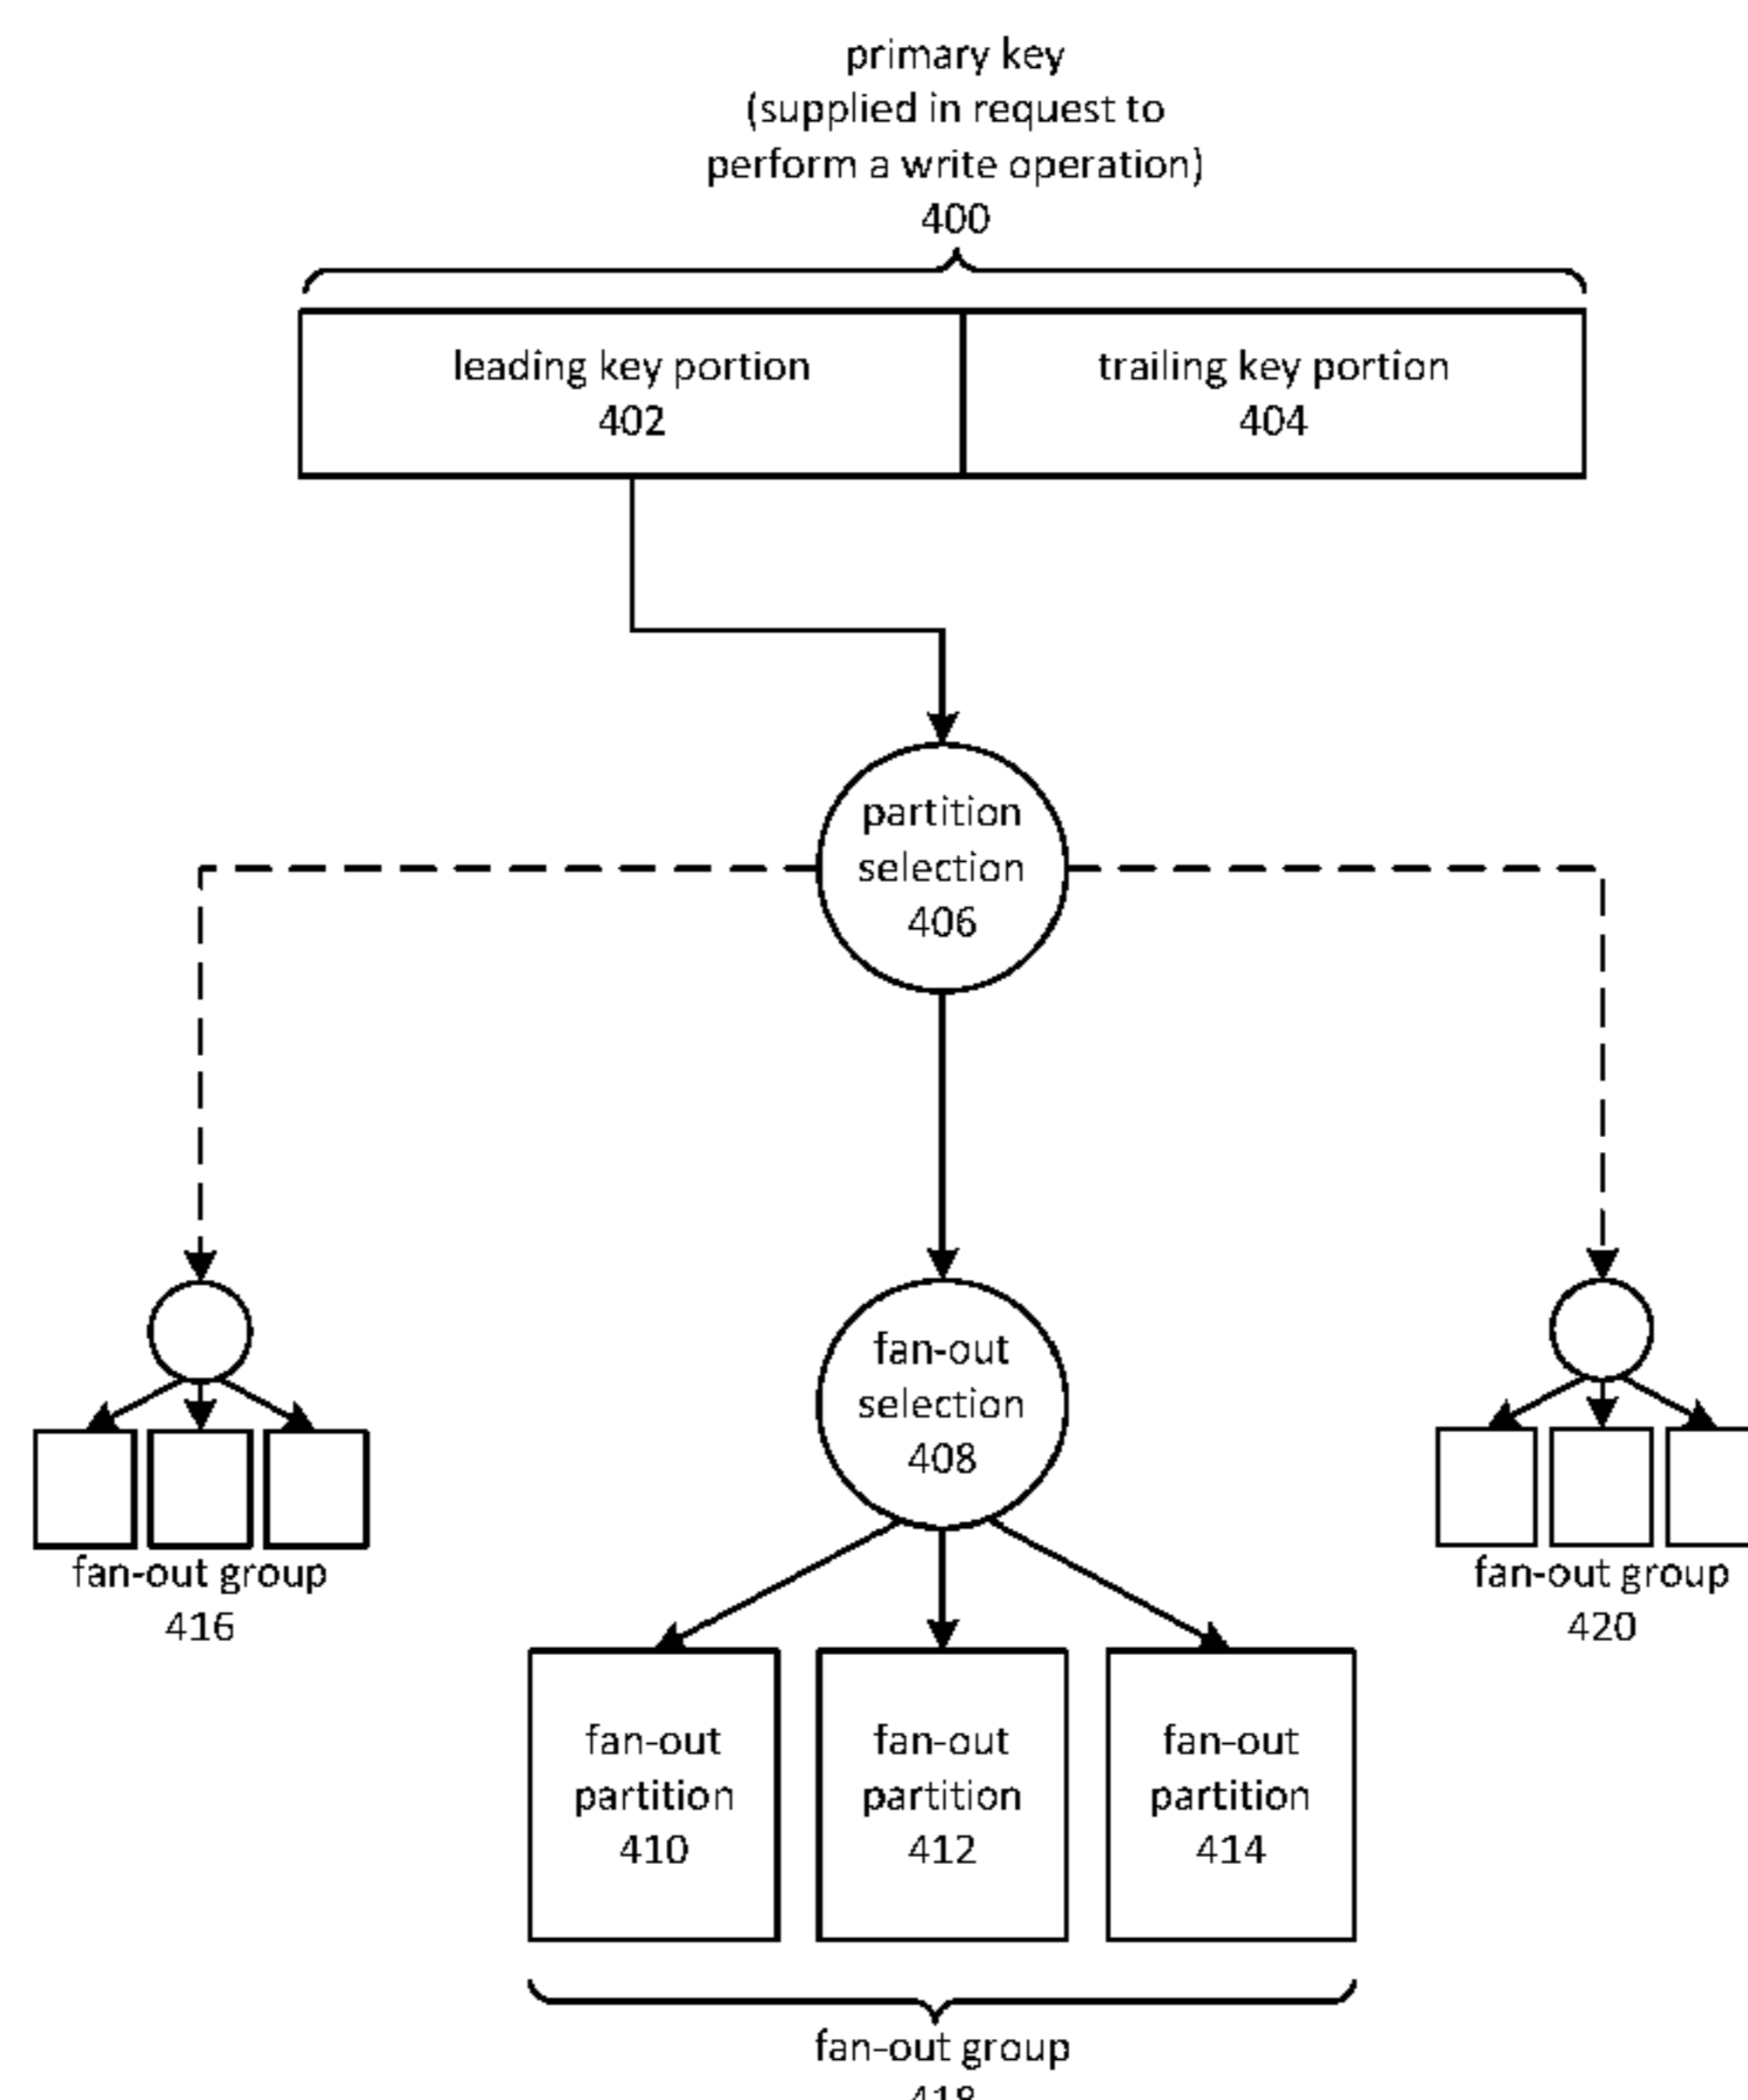 primary key
(supplied in request to
perform a write operation)
400
leading key portion
402
trailing key portion
404
partition
selection
406
fan-out
selection
408
fan-out group
416
fan-out group
420
fan-out
partition
410
fan-out
partition
412
fan-out
partition
414
fan-out group
418